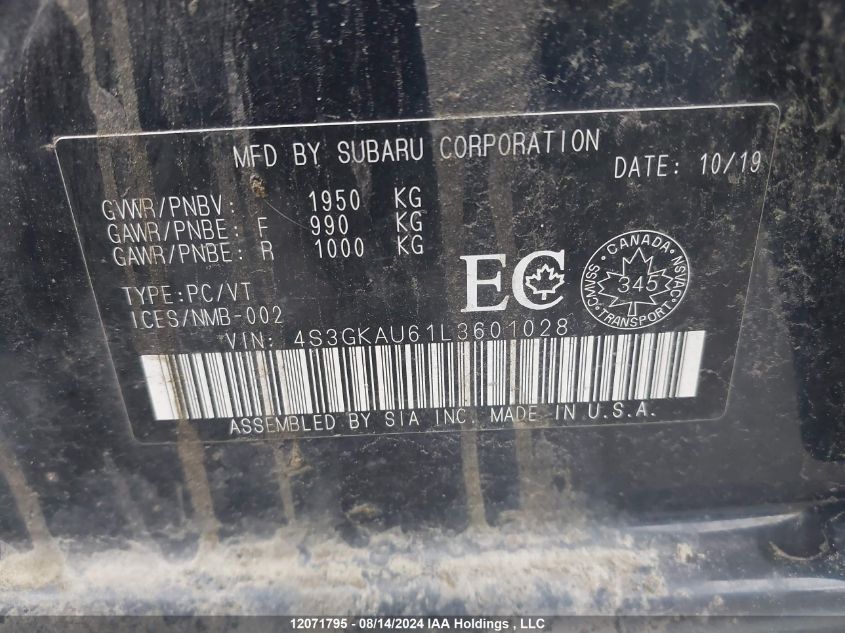 MFD BY SUBARU CORPORATION
DATE: 10/19
GVWR/PNBV: 1950 KG
GAWR/PNBE: F 990 KG
GAWR/PNBE: R 1000 KG
EC
CANADA
CMVSS 345 NSVAC
TRANSPORT
TYPE:PC/VT
ICES/NMB-002
VIN: 4S3GKAU61L3601028
ASSEMBLED BY SIA INC. MADE IN U.S.A.
12071795 - 08/14/2024 IAA Holdings , LLC